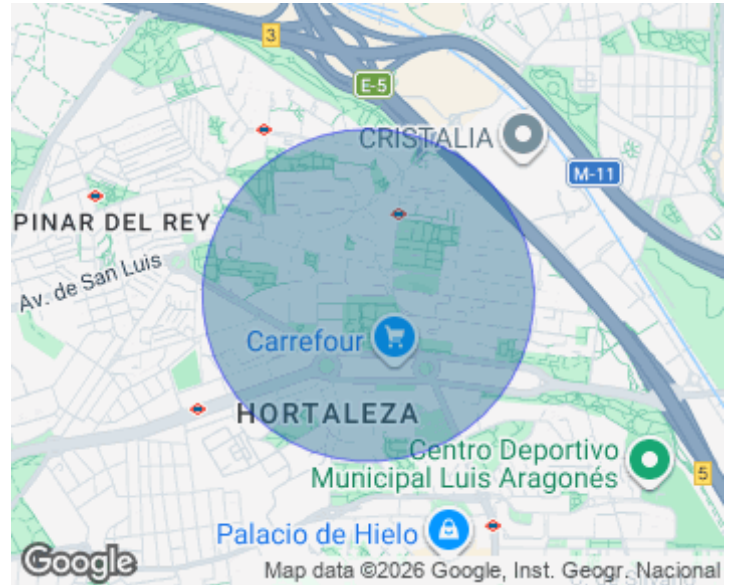 3
E-5
CRISTALIA
M-11
PINAR DEL REY
Av. de San Luis
Carrefour
HORTALEZA
Centro Deportivo
Municipal Luis Aragonés
5
Palacio de Hielo
Google
Map data ©2026 Google, Inst. Geogr. Nacional